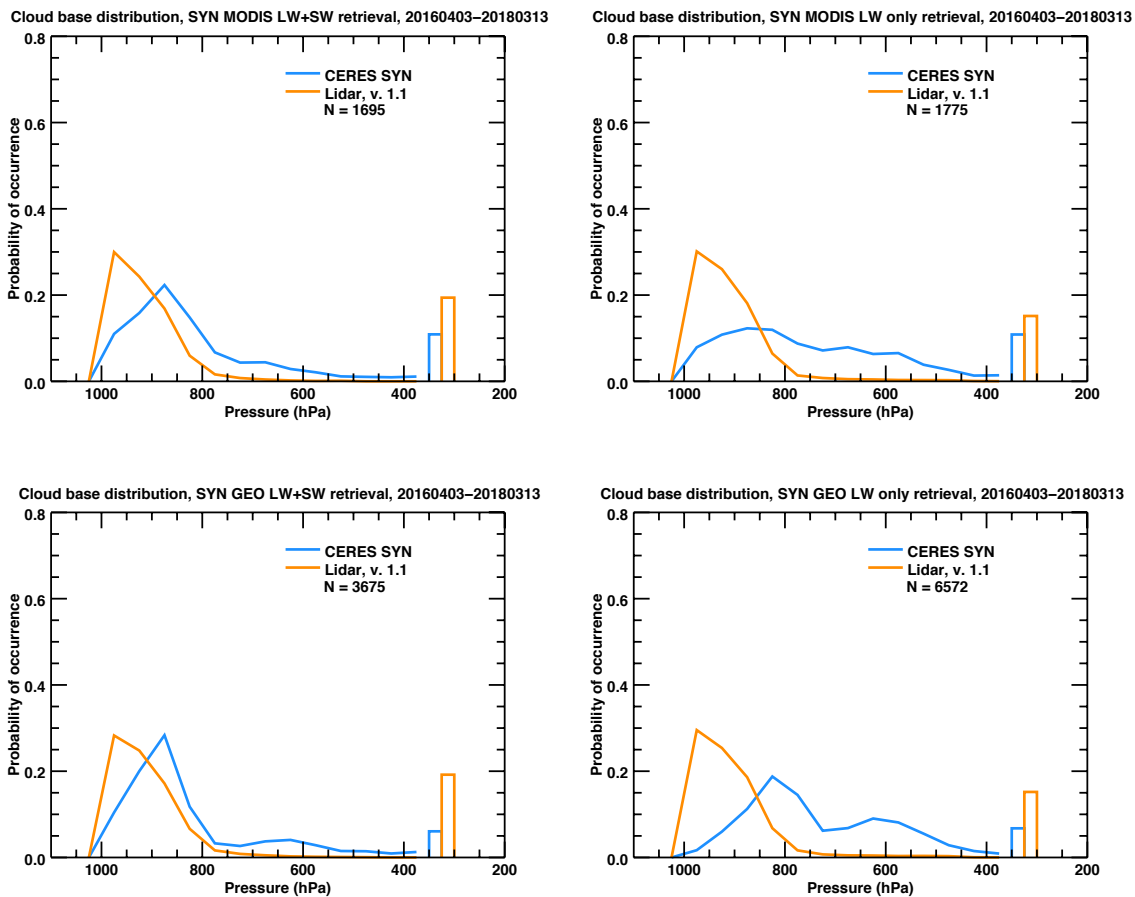 Cloud base distribution, SYN MODIS LW+SW retrieval, 20160403–20180313
0.8
0.6
0.4
0.2
0.0
Probability of occurrence
CERES SYN
Lidar, v. 1.1
N = 1695
1000
800
600
400
200
Pressure (hPa)
Cloud base distribution, SYN MODIS LW only retrieval, 20160403–20180313
0.8
0.6
0.4
0.2
0.0
Probability of occurrence
CERES SYN
Lidar, v. 1.1
N = 1775
1000
800
600
400
200
Pressure (hPa)
Cloud base distribution, SYN GEO LW+SW retrieval, 20160403–20180313
0.8
0.6
0.4
0.2
0.0
Probability of occurrence
CERES SYN
Lidar, v. 1.1
N = 3675
1000
800
600
400
200
Pressure (hPa)
Cloud base distribution, SYN GEO LW only retrieval, 20160403–20180313
0.8
0.6
0.4
0.2
0.0
Probability of occurrence
CERES SYN
Lidar, v. 1.1
N = 6572
1000
800
600
400
200
Pressure (hPa)